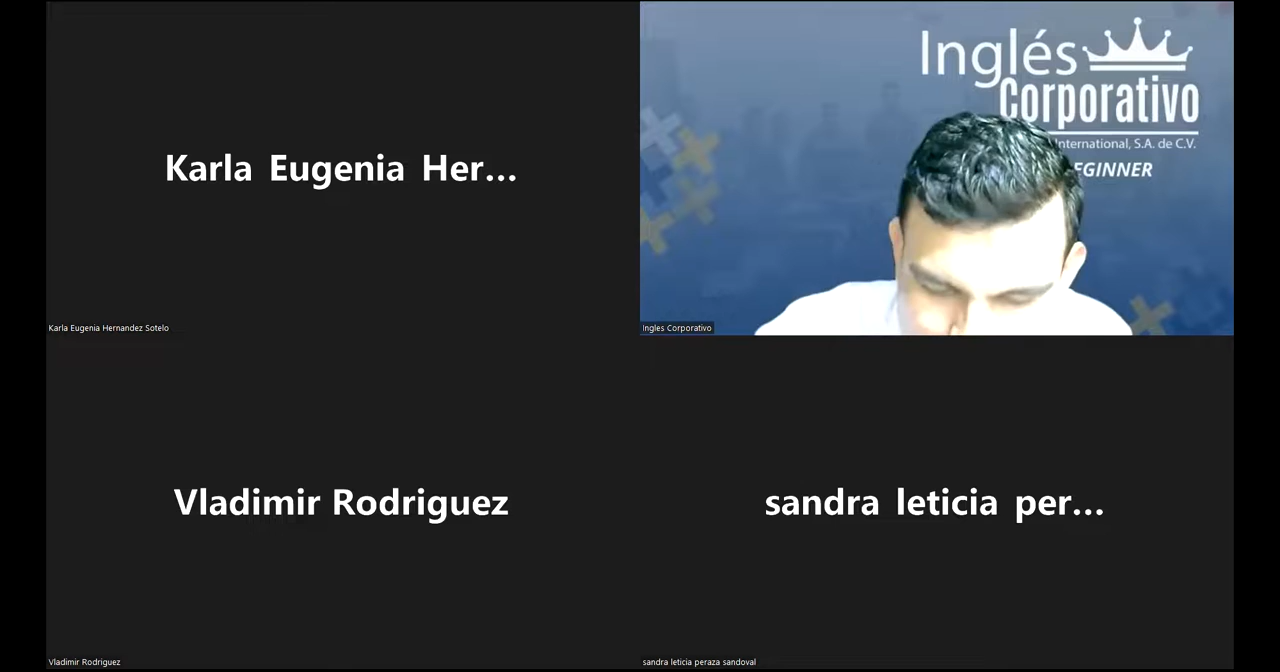 Karla Eugenia Her...
Karla Eugenia Hernandez Sotelo
Inglés
Corporativo
International, S.A. de C.V.
EGINNER
Ingles Corporativo
Vladimir Rodriguez
Vladimir Rodriguez
sandra leticia per...
sandra leticia peraza sandoval